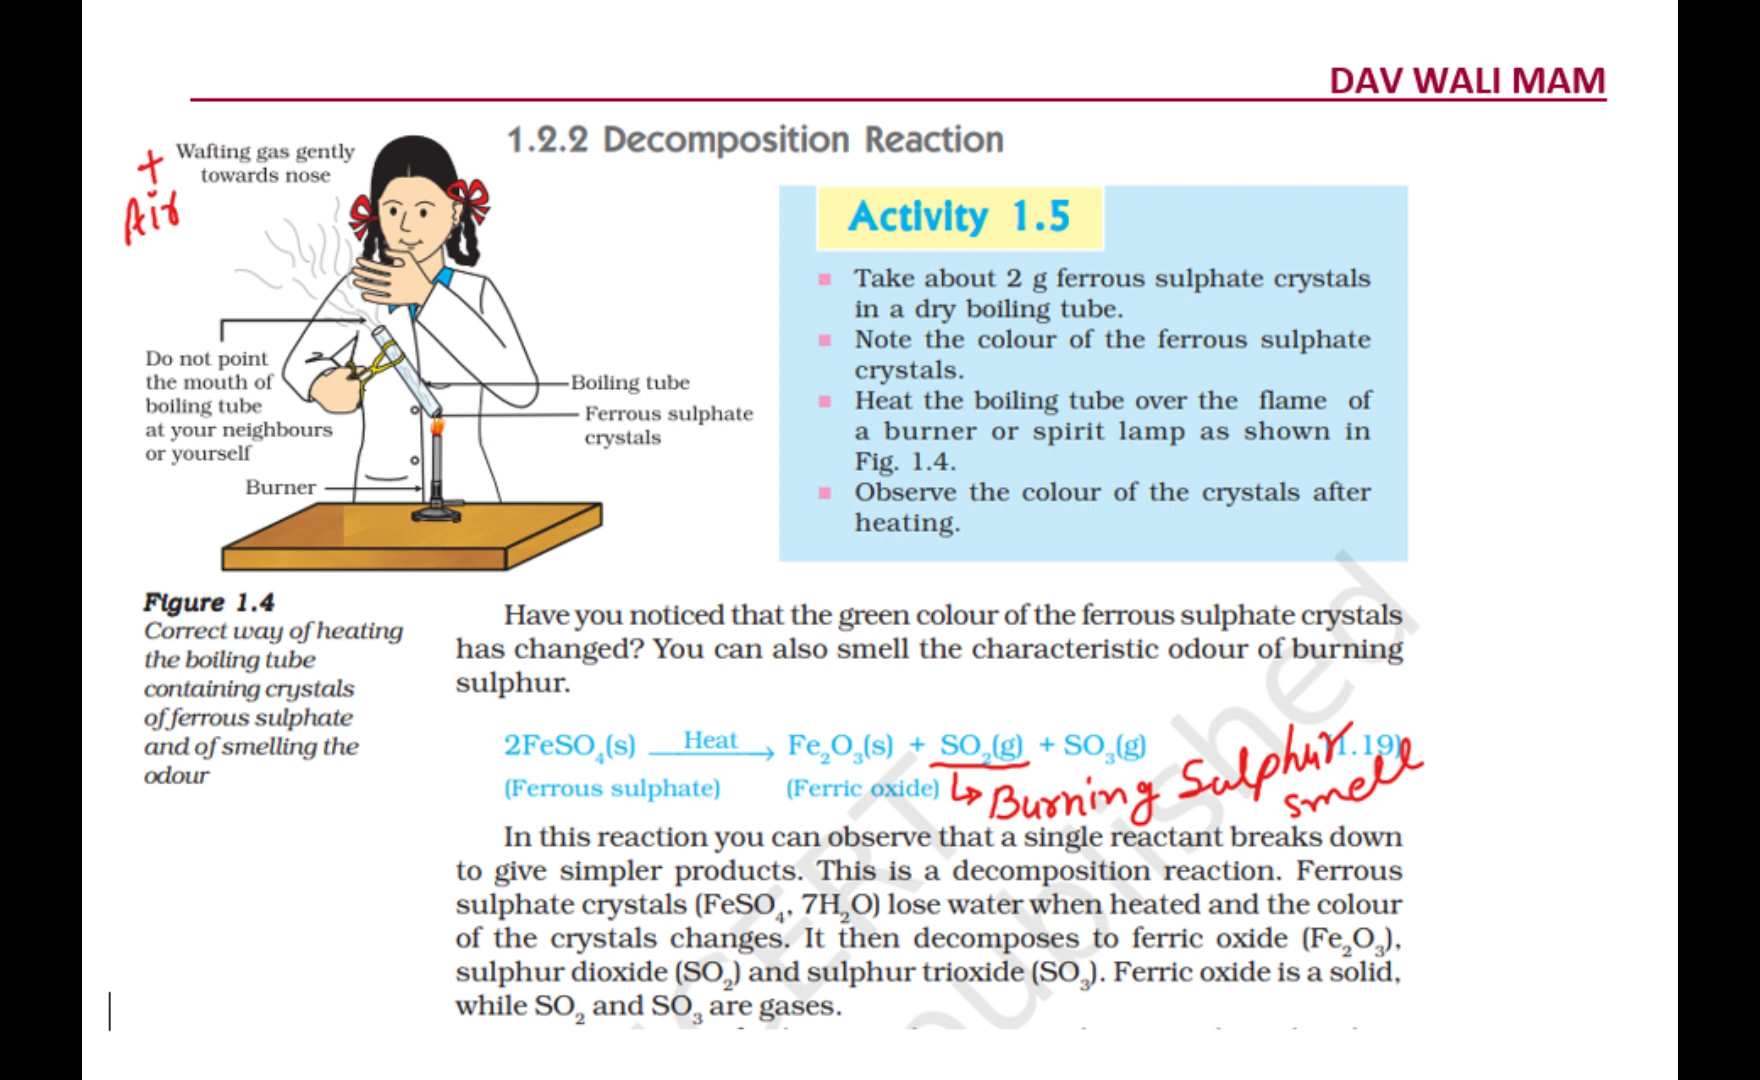 DAV WALI MAM
1.2.2 Decomposition Reaction
+
Air
Wafting gas gently
towards nose
Do not point
the mouth of
boiling tube
at your neighbours
or yourself
Burner
Boiling tube
Ferrous sulphate
crystals
Figure 1.4
Correct way of heating
the boiling tube
containing crystals
of ferrous sulphate
and of smelling the
odour
Activity 1.5
■ Take about 2 g ferrous sulphate crystals
in a dry boiling tube.
■ Note the colour of the ferrous sulphate
crystals.
■ Heat the boiling tube over the flame of
a burner or spirit lamp as shown in
Fig. 1.4.
■ Observe the colour of the crystals after
heating.
Have you noticed that the green colour of the ferrous sulphate crystals
has changed? You can also smell the characteristic odour of burning
sulphur.
2FeSO₄(s) —Heat→ Fe₂O₃(s) + SO₂(g) + SO₃(g) (1.19)
(Ferrous sulphate) (Ferric oxide)
↳ Burning Sulphur
smell
In this reaction you can observe that a single reactant breaks down
to give simpler products. This is a decomposition reaction. Ferrous
sulphate crystals (FeSO₄, 7H₂O) lose water when heated and the colour
of the crystals changes. It then decomposes to ferric oxide (Fe₂O₃),
sulphur dioxide (SO₂) and sulphur trioxide (SO₃). Ferric oxide is a solid,
while SO₂ and SO₃ are gases.